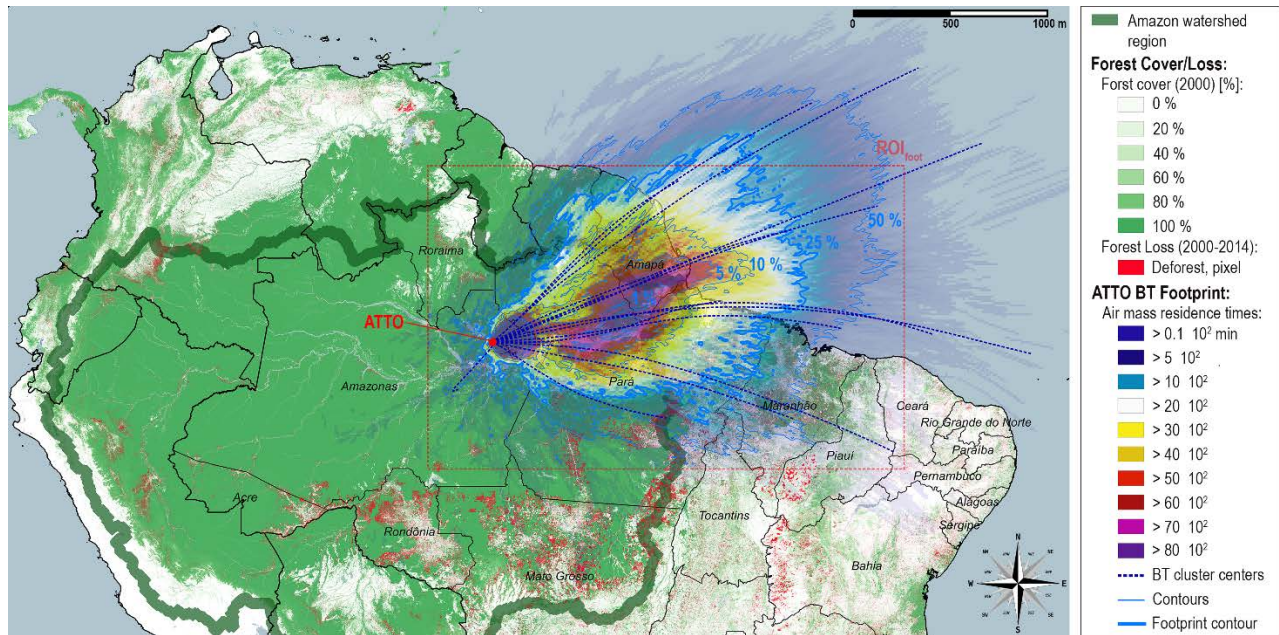 0 500 1000 m
ROI foot
50 %
25 %
10 %
5 %
1 %
Roraima
Amapá
ATTO
Amazonas
Pará
Maranhão
Ceará
Rio Grande do Norte
Paraíba
Piauí
Pernambuco
Alagoas
Sergipe
Acre
Rondônia
Tocantins
Mato Grosso
Bahia
N
W E
S
Amazon watershed
region
Forest Cover/Loss:
Forst cover (2000) [%]:
0 %
20 %
40 %
60 %
80 %
100 %
Forest Loss (2000-2014):
Deforest, pixel
ATTO BT Footprint:
Air mass residence times:
> 0.1 10² min
> 5 10²
> 10 10²
> 20 10²
> 30 10²
> 40 10²
> 50 10²
> 60 10²
> 70 10²
> 80 10²
BT cluster centers
Contours
Footprint contour